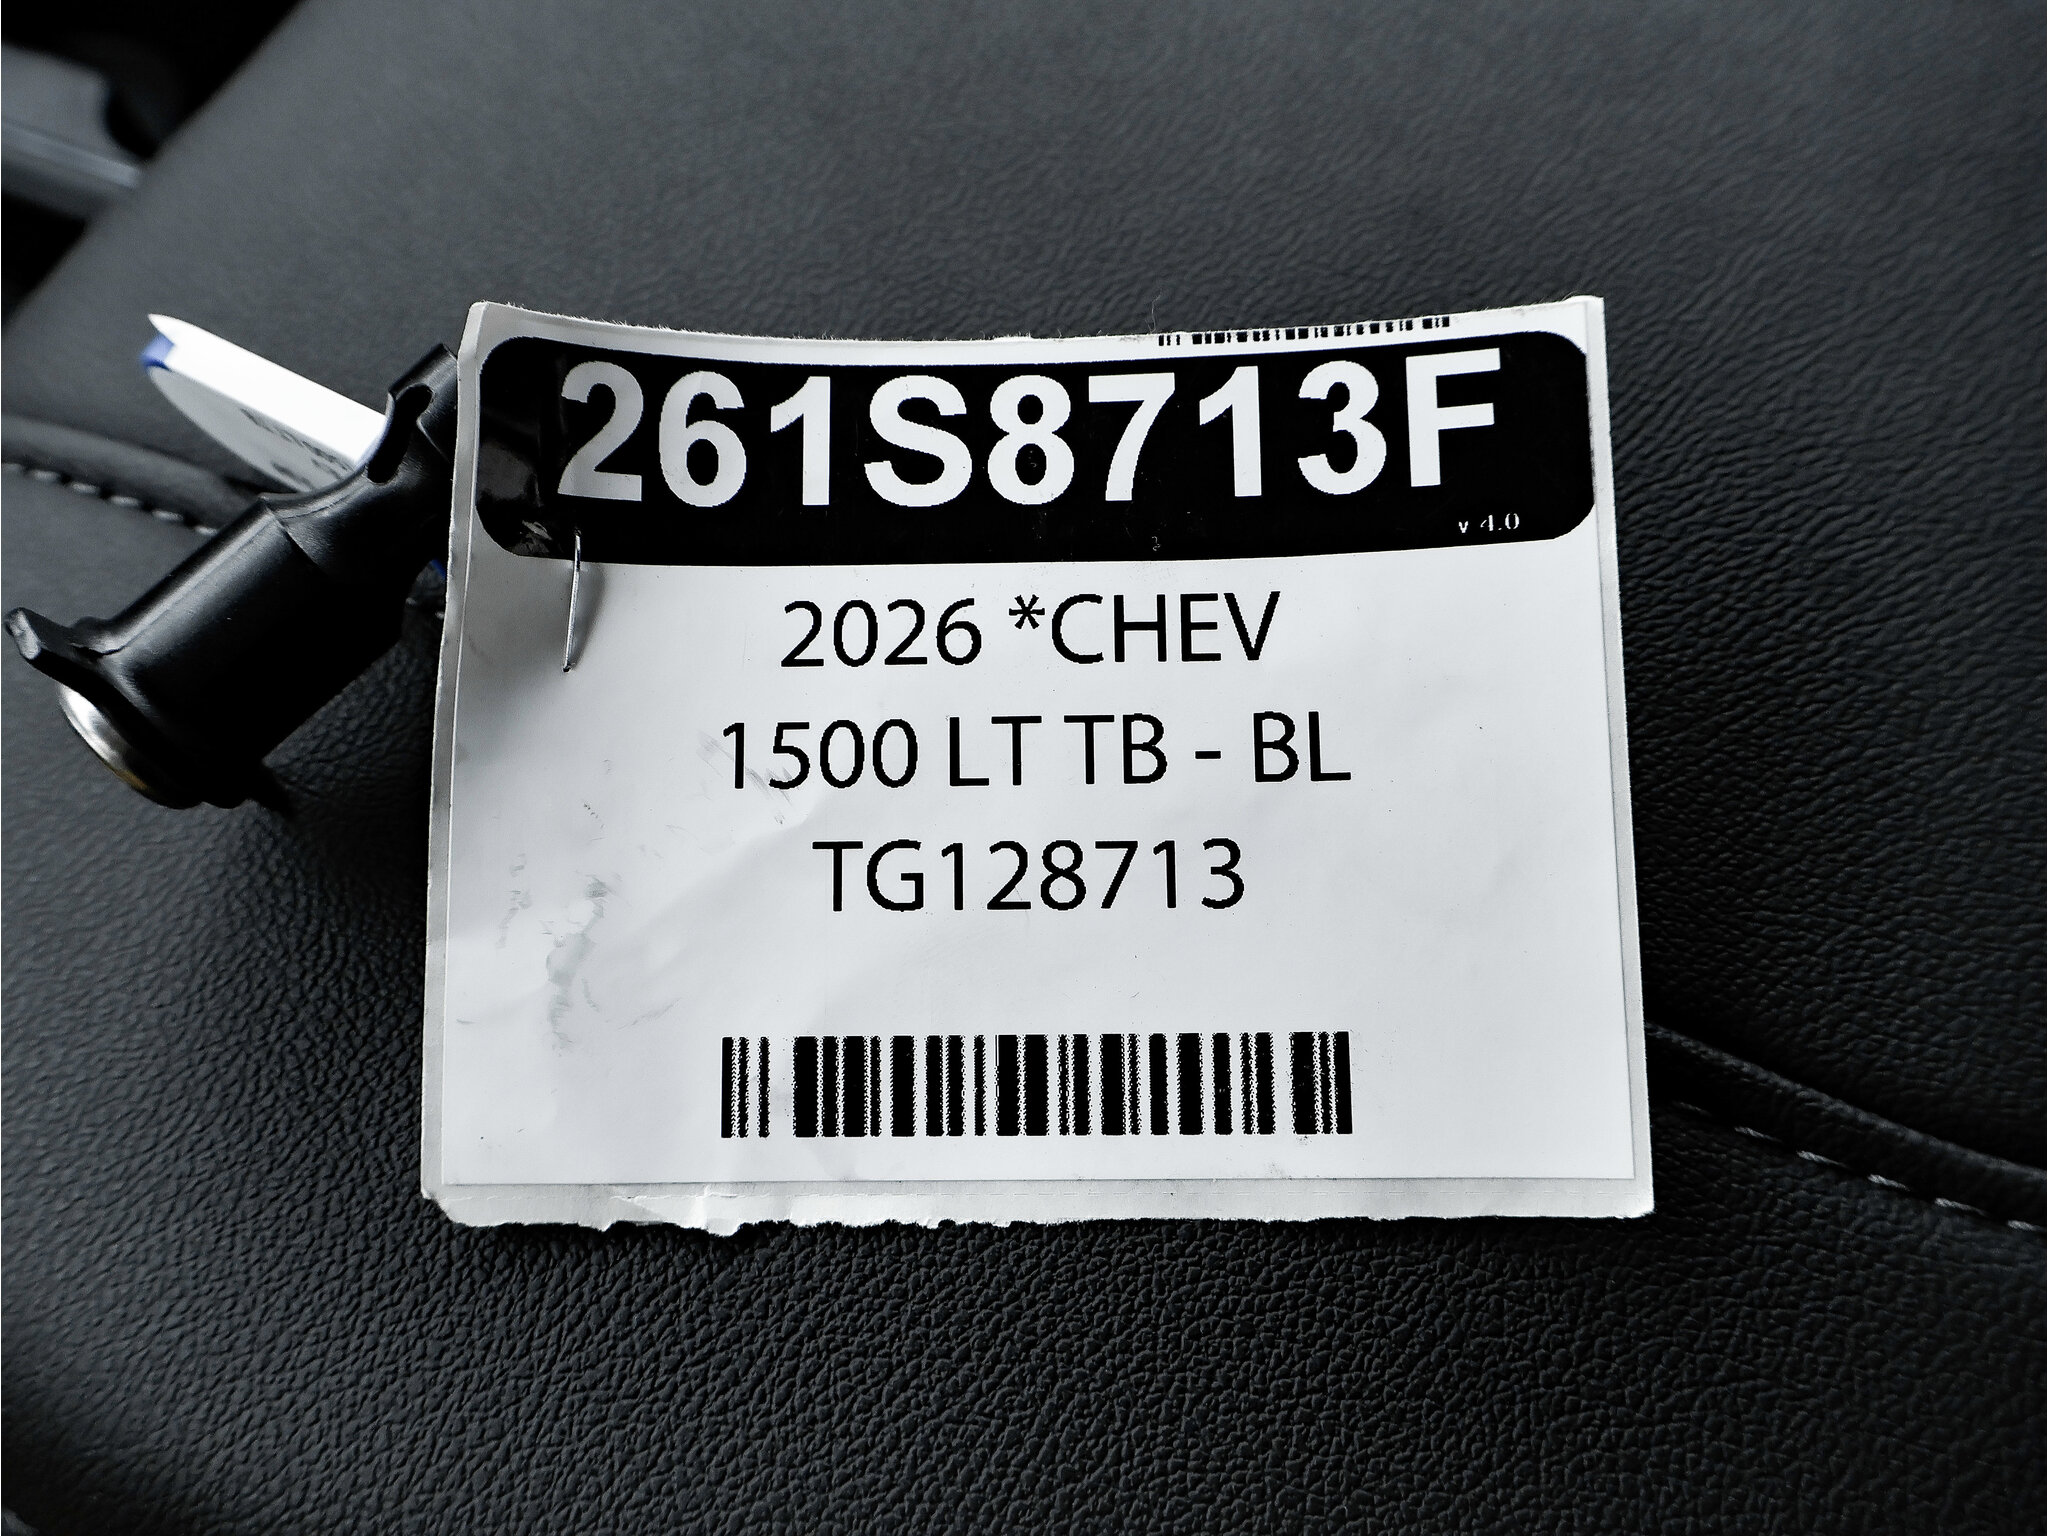 261S8713F
v 4.0
2026 *CHEV
1500 LT TB - BL
TG128713